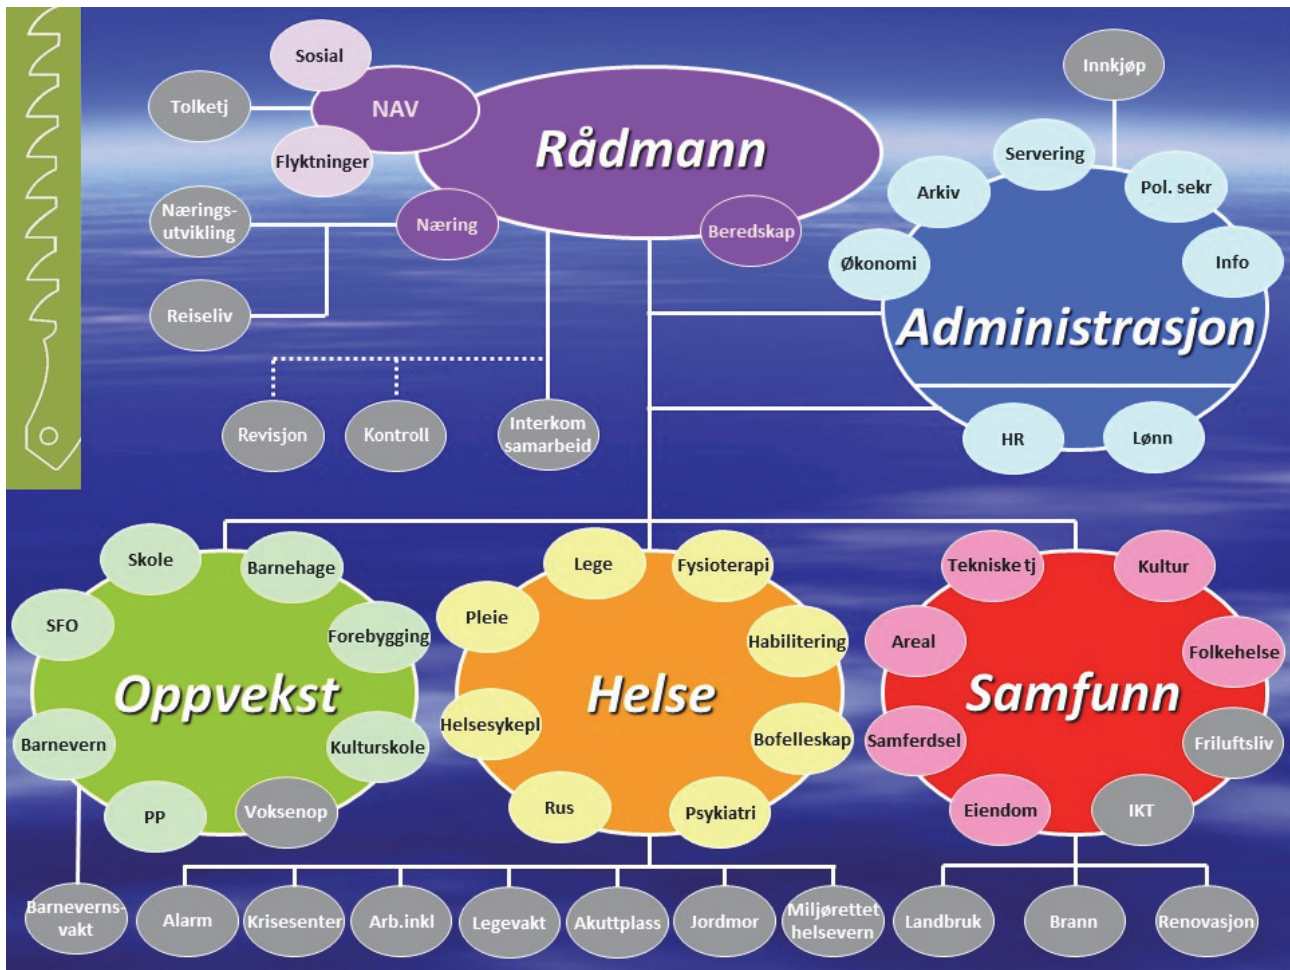 Sosial
Innkjøp
Tolketj
NAV
Rådmann
Servering
Flyktninger
Arkiv
Pol. sekr
Nærings-
utvikling
Næring
Beredskap
Økonomi
Info
Reiseliv
Administrasjon
Revisjon
Kontroll
Interkom
samarbeid
HR
Lønn
Skole
Barnehage
SFO
Forebygging
Oppvekst
Barnevern
Kulturskole
PP
Voksenop
Lege
Fysioterapi
Pleie
Habilitering
Helse
Helsesykepl
Bofelleskap
Rus
Psykiatri
Tekniske tj
Kultur
Areal
Folkehelse
Samfunn
Samferdsel
Friluftsliv
Eiendom
IKT
Barneverns-
vakt
Alarm
Krisesenter
Arb.inkl
Legevakt
Akuttplass
Jordmor
Miljørettet
helsevern
Landbruk
Brann
Renovasjon